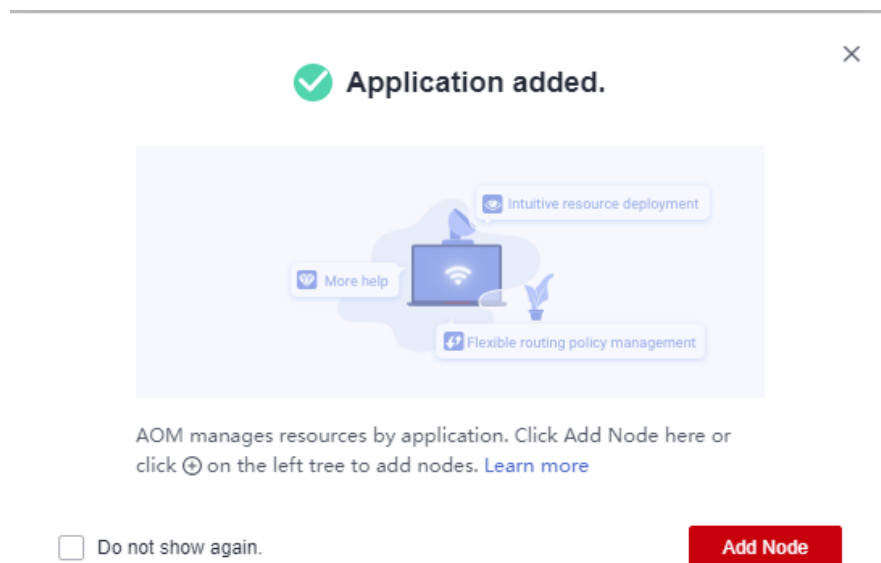 Application added.
Intuitive resource deployment
More help
Flexible routing policy management
AOM manages resources by application. Click Add Node here or
click ⊕ on the left tree to add nodes. Learn more
Do not show again.
Add Node